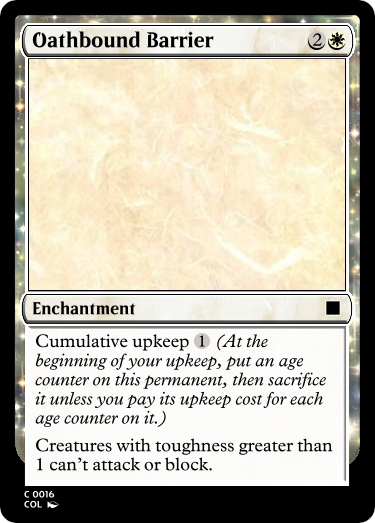 Oathbound Barrier 2
Enchantment
Cumulative upkeep 1 (At the
beginning of your upkeep, put an age
counter on this permanent, then sacrifice
it unless you pay its upkeep cost for each
age counter on it.)
Creatures with toughness greater than
1 can't attack or block.
C 0016
COL